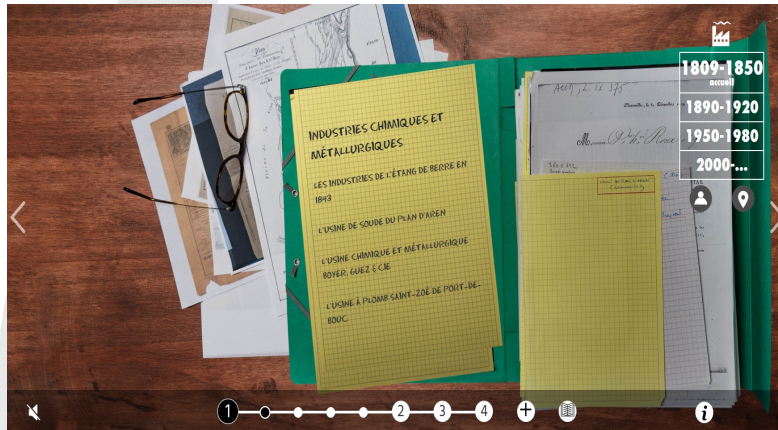 INDUSTRIES CHIMIQUES ET
MÉTALLURGIQUES
LES INDUSTRIES DE L'ÉTANG DE BERRE EN
1843
L'USINE DE SOUDE DU PLAN D'AREN
L'USINE CHIMIQUE ET MÉTALLURGIQUE
BOYER, GUEZ & CIE
L'USINE À PLOMB SAINT-ZOÉ DE PORT-DE-
BOUC
1809-1850
accueil
1890-1920
1950-1980
2000-...
1
2
3
4
+
i